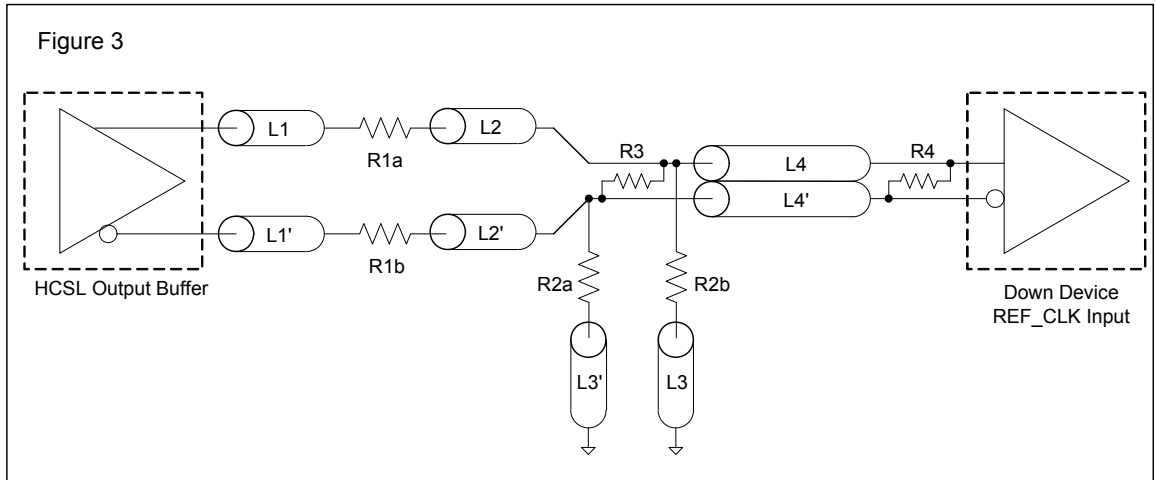 Figure 3
L1
R1a
L2
R3
L4
R4
L1'
R1b
L2'
L4'
HCSL Output Buffer
R2a
R2b
Down Device
REF_CLK Input
L3'
L3